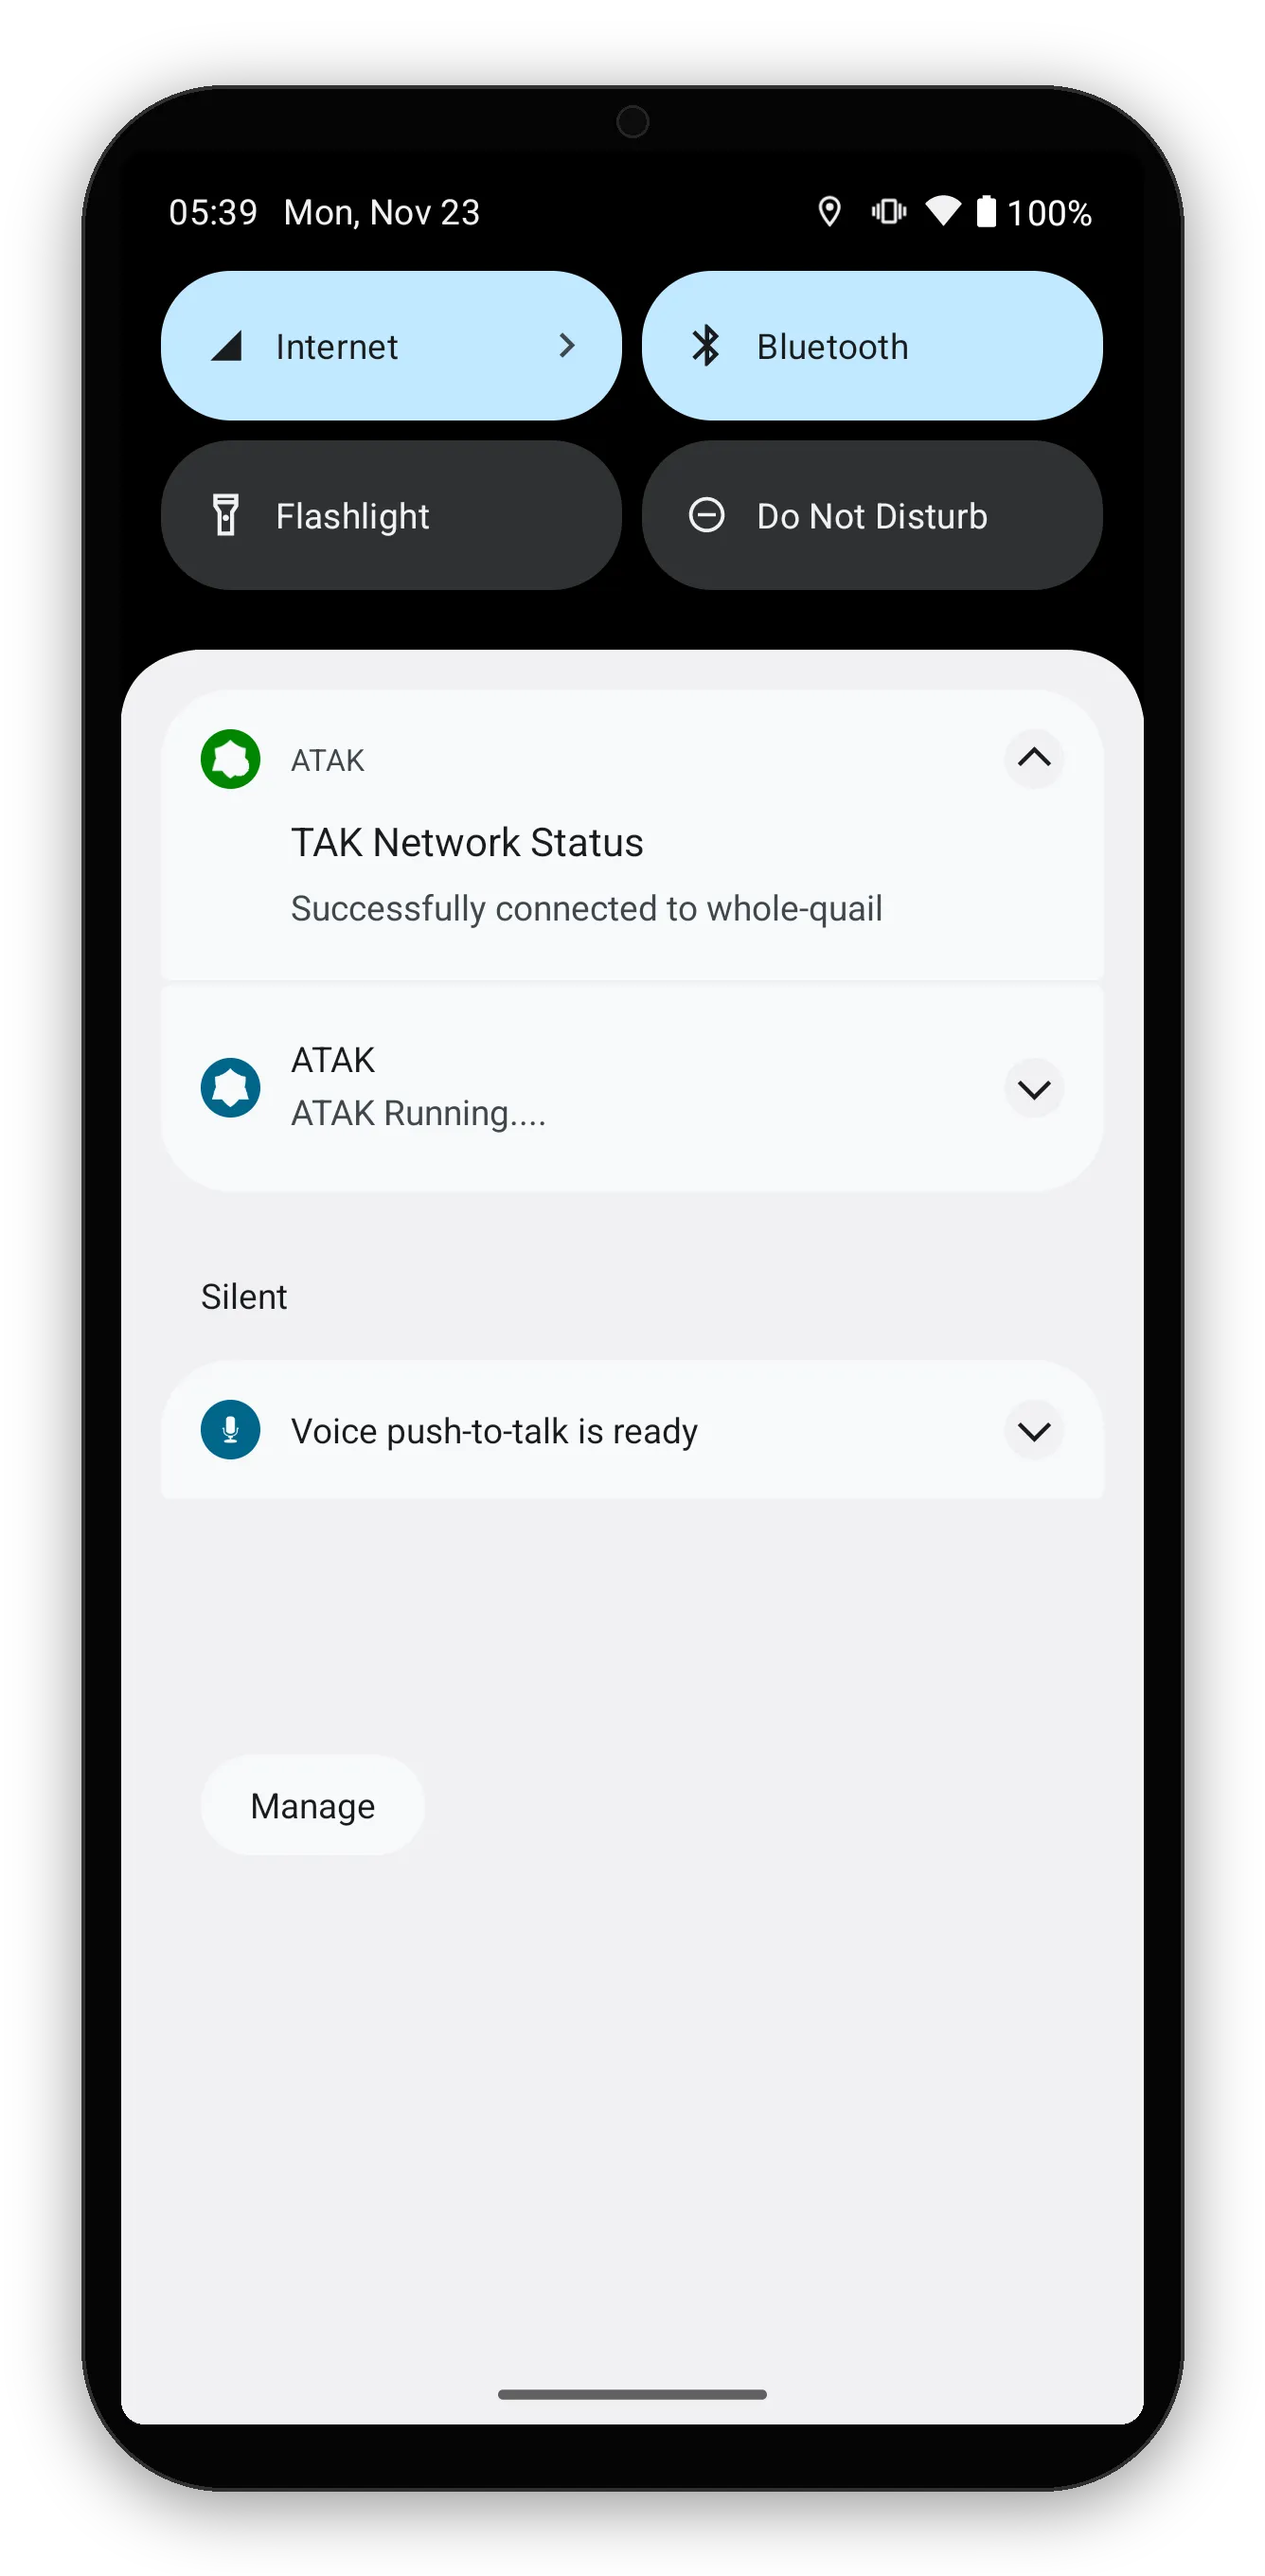 05:39 Mon, Nov 23 100%
Internet Bluetooth
Flashlight Do Not Disturb
ATAK
TAK Network Status
Successfully connected to whole-quail
ATAK
ATAK Running....
Silent
Voice push-to-talk is ready
Manage